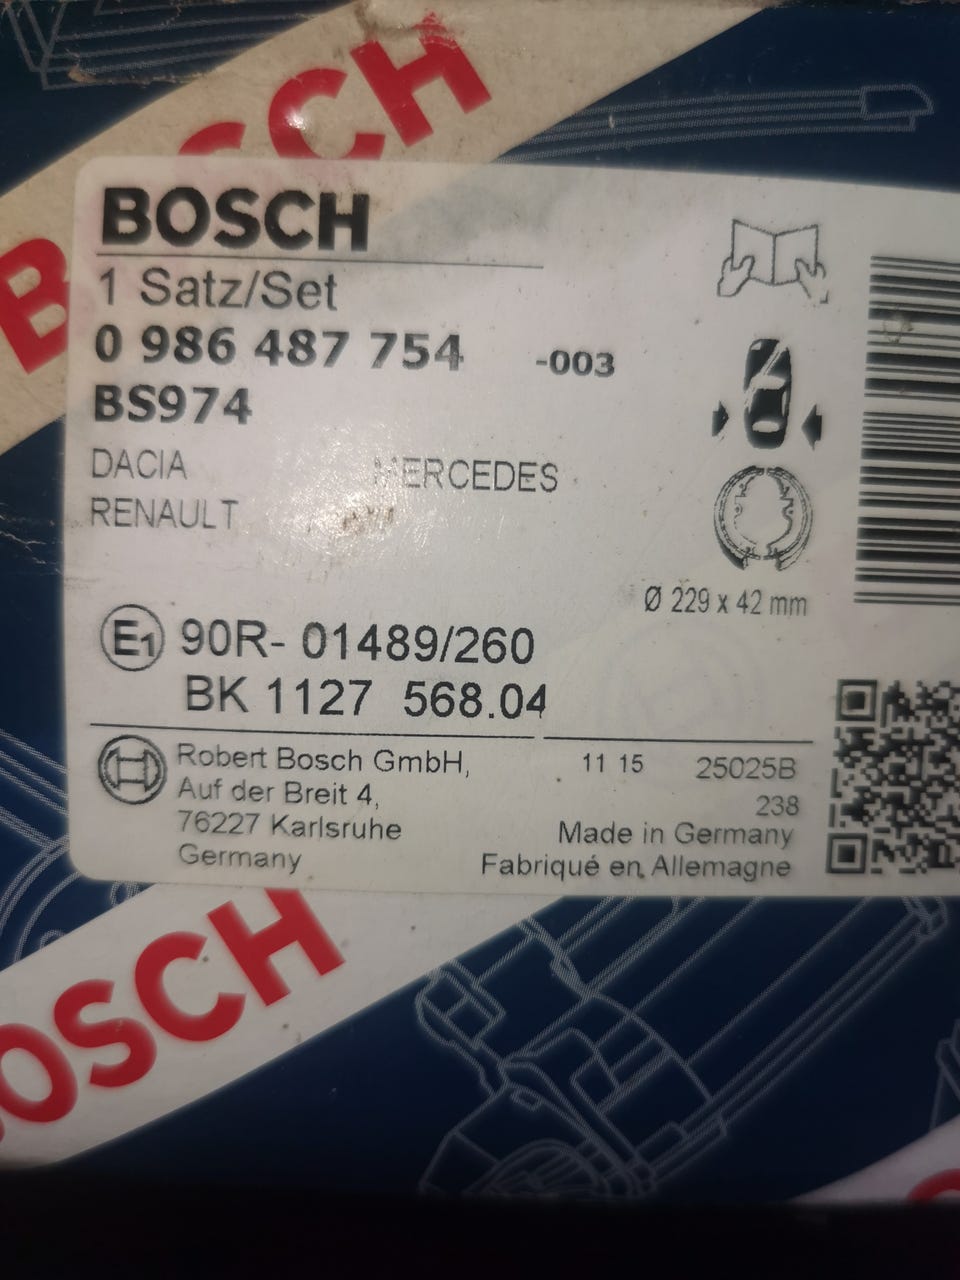 BOSCH
BOSCH
1 Satz/Set
0 986 487 754 -003
BS974
DACIA MERCEDES
RENAULT
Ø 229 x 42 mm
E1 90R- 01489/260
BK 1127 568.04
Robert Bosch GmbH,
Auf der Breit 4,
76227 Karlsruhe
Germany
11 15 25025B
238
Made in Germany
Fabriqué en Allemagne
BOSCH